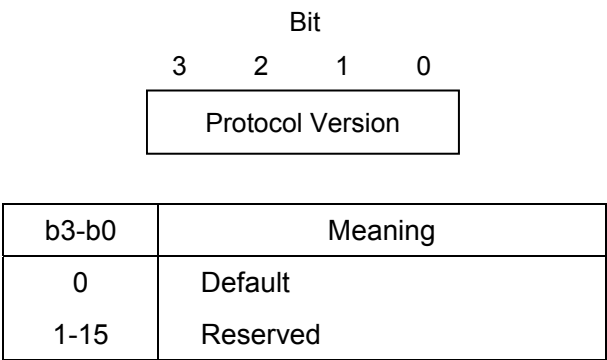 Bit
3 2 1 0
Protocol Version
b3-b0 Meaning
0 Default
1-15 Reserved